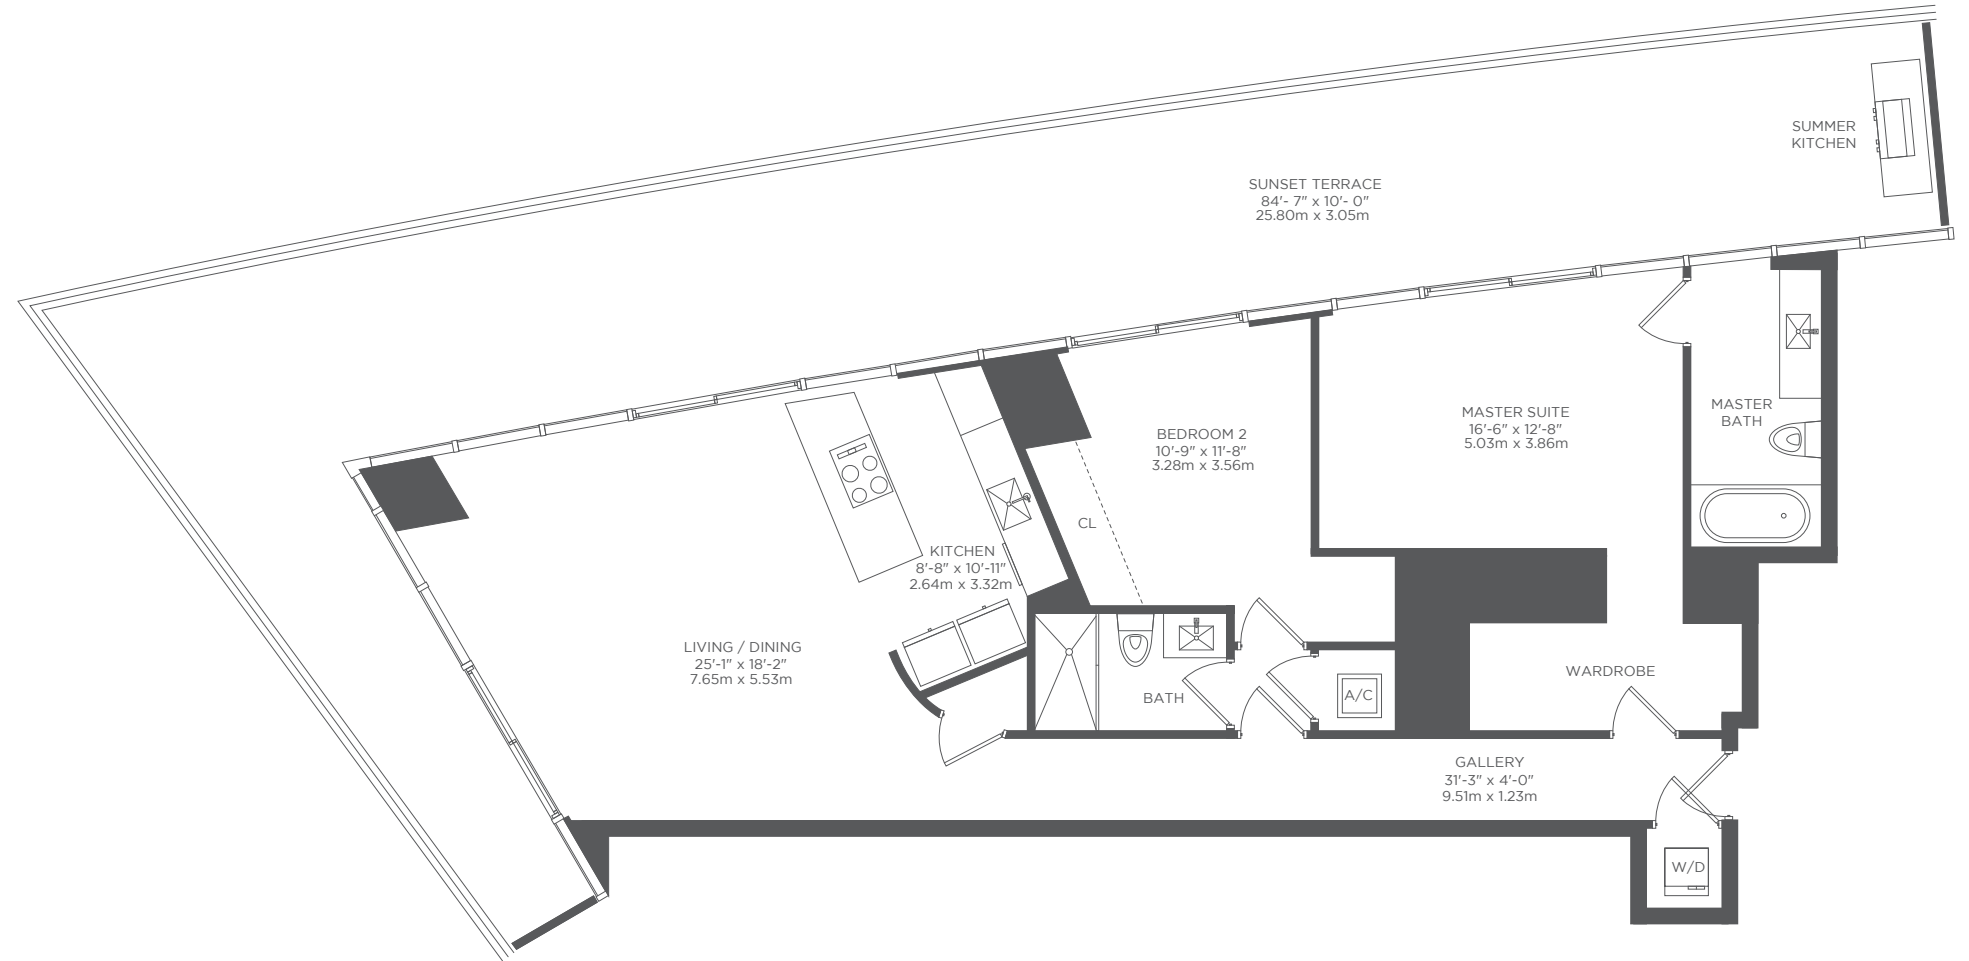 SUMMER
KITCHEN
SUNSET TERRACE
84'- 7" x 10'- 0"
25.80m x 3.05m
MASTER SUITE
16'-6" x 12'-8"
5.03m x 3.86m
MASTER
BATH
BEDROOM 2
10'-9" x 11'-8"
3.28m x 3.56m
CL
KITCHEN
8'-8" x 10'-11"
2.64m x 3.32m
LIVING / DINING
25'-1" x 18'-2"
7.65m x 5.53m
BATH
A/C
WARDROBE
GALLERY
31'-3" x 4'-0"
9.51m x 1.23m
W/D